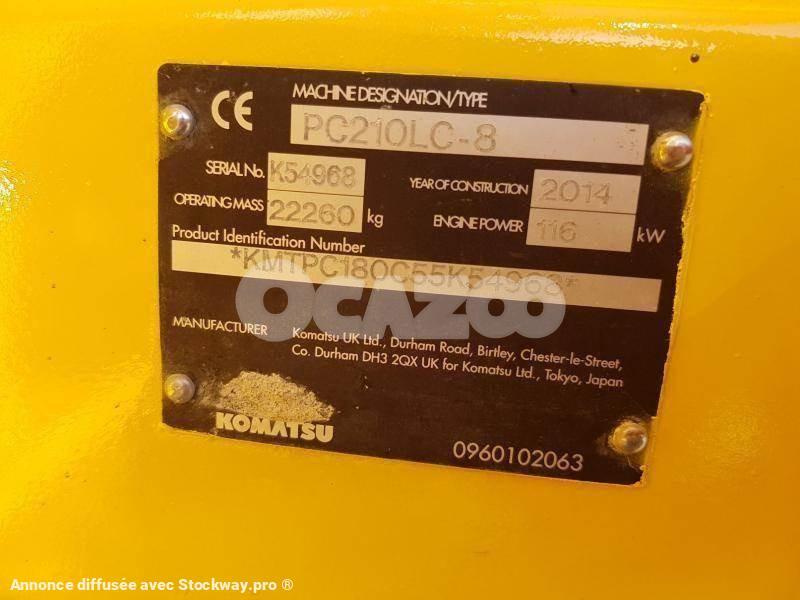 CE
MACHINE DESIGNATION/TYPE
PC210LC-8
SERIAL No. K54968
YEAR OF CONSTRUCTION 2014
OPERATING MASS 22260 kg
ENGINE POWER 116 kW
Product Identification Number
*KMTPC180C55K54968*
OCAZOO
MANUFACTURER Komatsu UK Ltd., Durham Road, Birtley, Chester-le-Street,
Co. Durham DH3 2QX UK for Komatsu Ltd., Tokyo, Japan
KOMATSU
0960102063
Annonce diffusée avec Stockway.pro ®